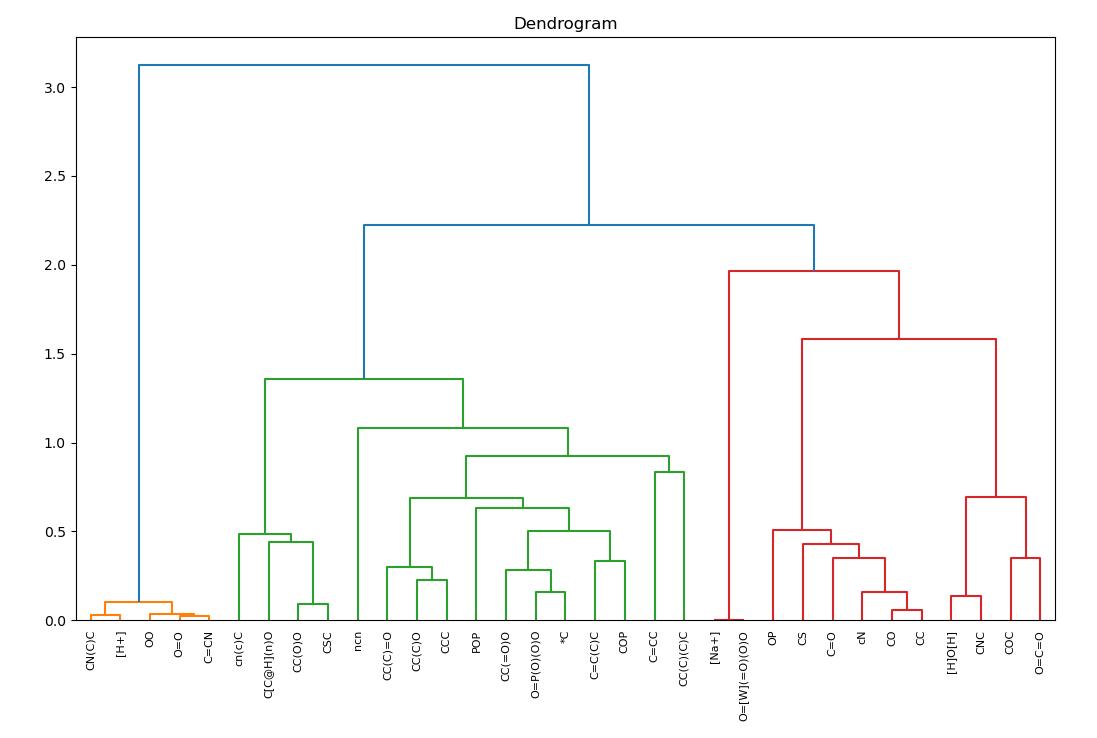 Dendrogram
3.0
2.5
2.0
1.5
1.0
0.5
0.0
CN(C)C
[H+]
OO
O=O
C=CN
cn(c)C
C[C@H](n)O
CC(O)O
CSC
ncn
CC(C)=O
CC(C)O
CCC
POP
CC(=O)O
O=P(O)(O)O
*C
C=C(C)C
COP
C=CC
CC(C)(C)C
[Na+]
O=[W](=O)(O)O
OP
CS
C=O
cN
CO
CC
[H]O[H]
CNC
COC
O=C=O